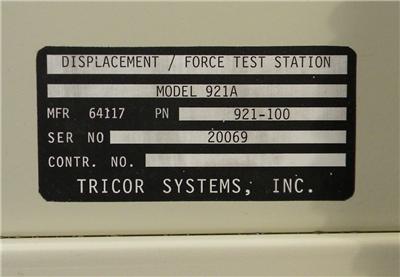 DISPLACEMENT / FORCE TEST STATION
MODEL 921A
MFR 64117 PN 921-100
SER NO 20069
CONTR. NO.
TRICOR SYSTEMS, INC.